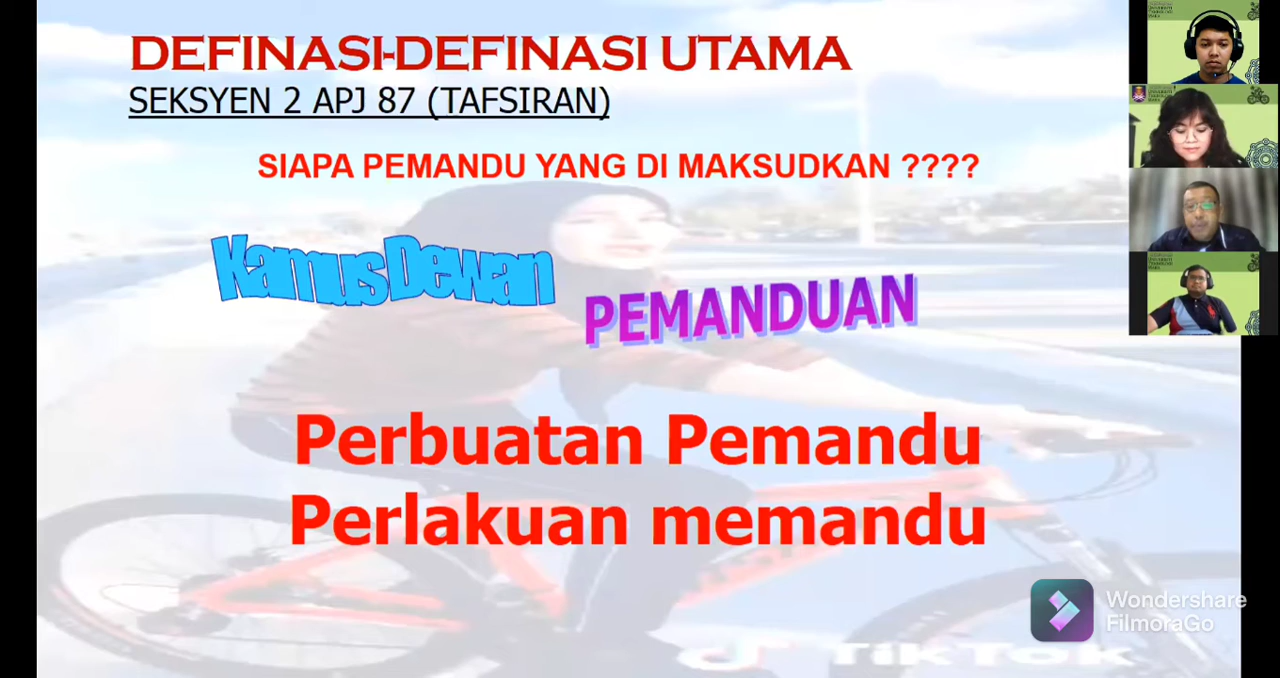 DEFINASI-DEFINASI UTAMA
SEKSYEN 2 APJ 87 (TAFSIRAN)
SIAPA PEMANDU YANG DI MAKSUDKAN ????
Kamus Dewan
PEMANDUAN
Perbuatan Pemandu
Perlakuan memandu
Wondershare
FilmoraGo
TikTok